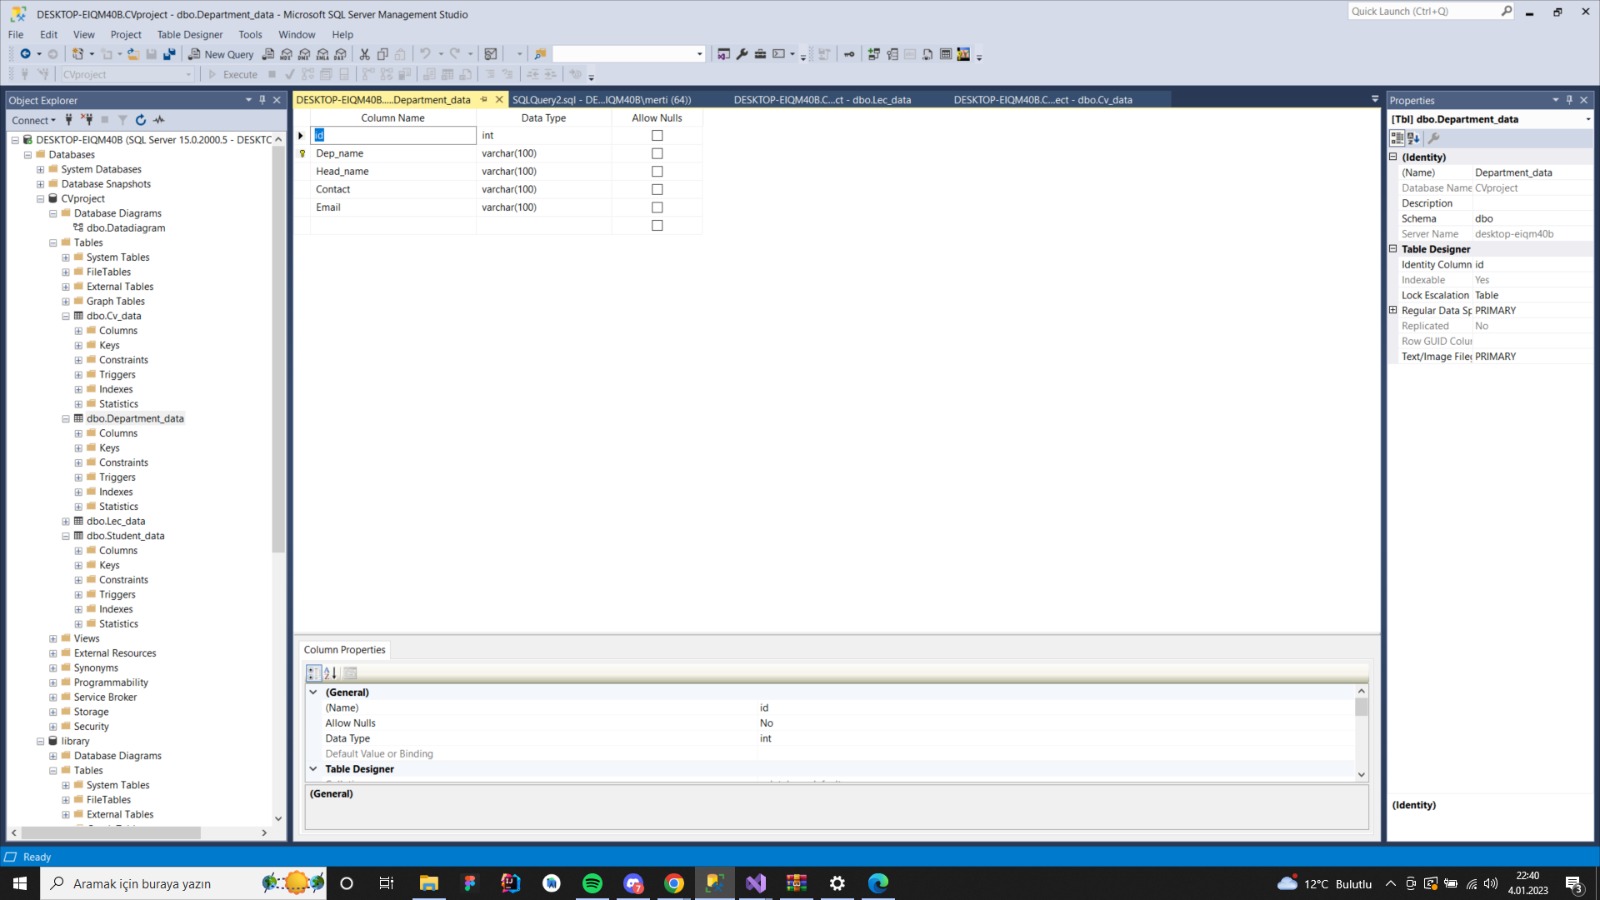 DESKTOP-EIQM40B.CVproject - dbo.Department_data - Microsoft SQL Server Management Studio
Quick Launch (Ctrl+Q)
File Edit View Project Table Designer Tools Window Help
New Query
CVproject Execute
Object Explorer
Connect
DESKTOP-EIQM40B (SQL Server 15.0.2000.5 - DESKTC
Databases
System Databases
Database Snapshots
CVproject
Database Diagrams
dbo.Datadiagram
Tables
System Tables
FileTables
External Tables
Graph Tables
dbo.Cv_data
Columns
Keys
Constraints
Triggers
Indexes
Statistics
dbo.Department_data
Columns
Keys
Constraints
Triggers
Indexes
Statistics
dbo.Lec_data
dbo.Student_data
Columns
Keys
Constraints
Triggers
Indexes
Statistics
Views
External Resources
Synonyms
Programmability
Service Broker
Storage
Security
library
Database Diagrams
Tables
System Tables
FileTables
External Tables
DESKTOP-EIQM40B.....Department_data SQLQuery2.sql - DE...IQM40B\merti (64)) DESKTOP-EIQM40B.C...ct - dbo.Lec_data DESKTOP-EIQM40B.C...ect - dbo.Cv_data
Column Name Data Type Allow Nulls
id int
Dep_name varchar(100)
Head_name varchar(100)
Contact varchar(100)
Email varchar(100)
Column Properties
(General)
(Name) id
Allow Nulls No
Data Type int
Default Value or Binding
Table Designer
(General)
Properties
[Tbl] dbo.Department_data
(Identity)
(Name) Department_data
Database Name CVproject
Description
Schema dbo
Server Name desktop-eiqm40b
Table Designer
Identity Column id
Indexable Yes
Lock Escalation Table
Regular Data Sp PRIMARY
Replicated No
Row GUID Colu
Text/Image File PRIMARY
(Identity)
Ready
Aramak için buraya yazın
12°C Bulutlu
22:40
4.01.2023
3